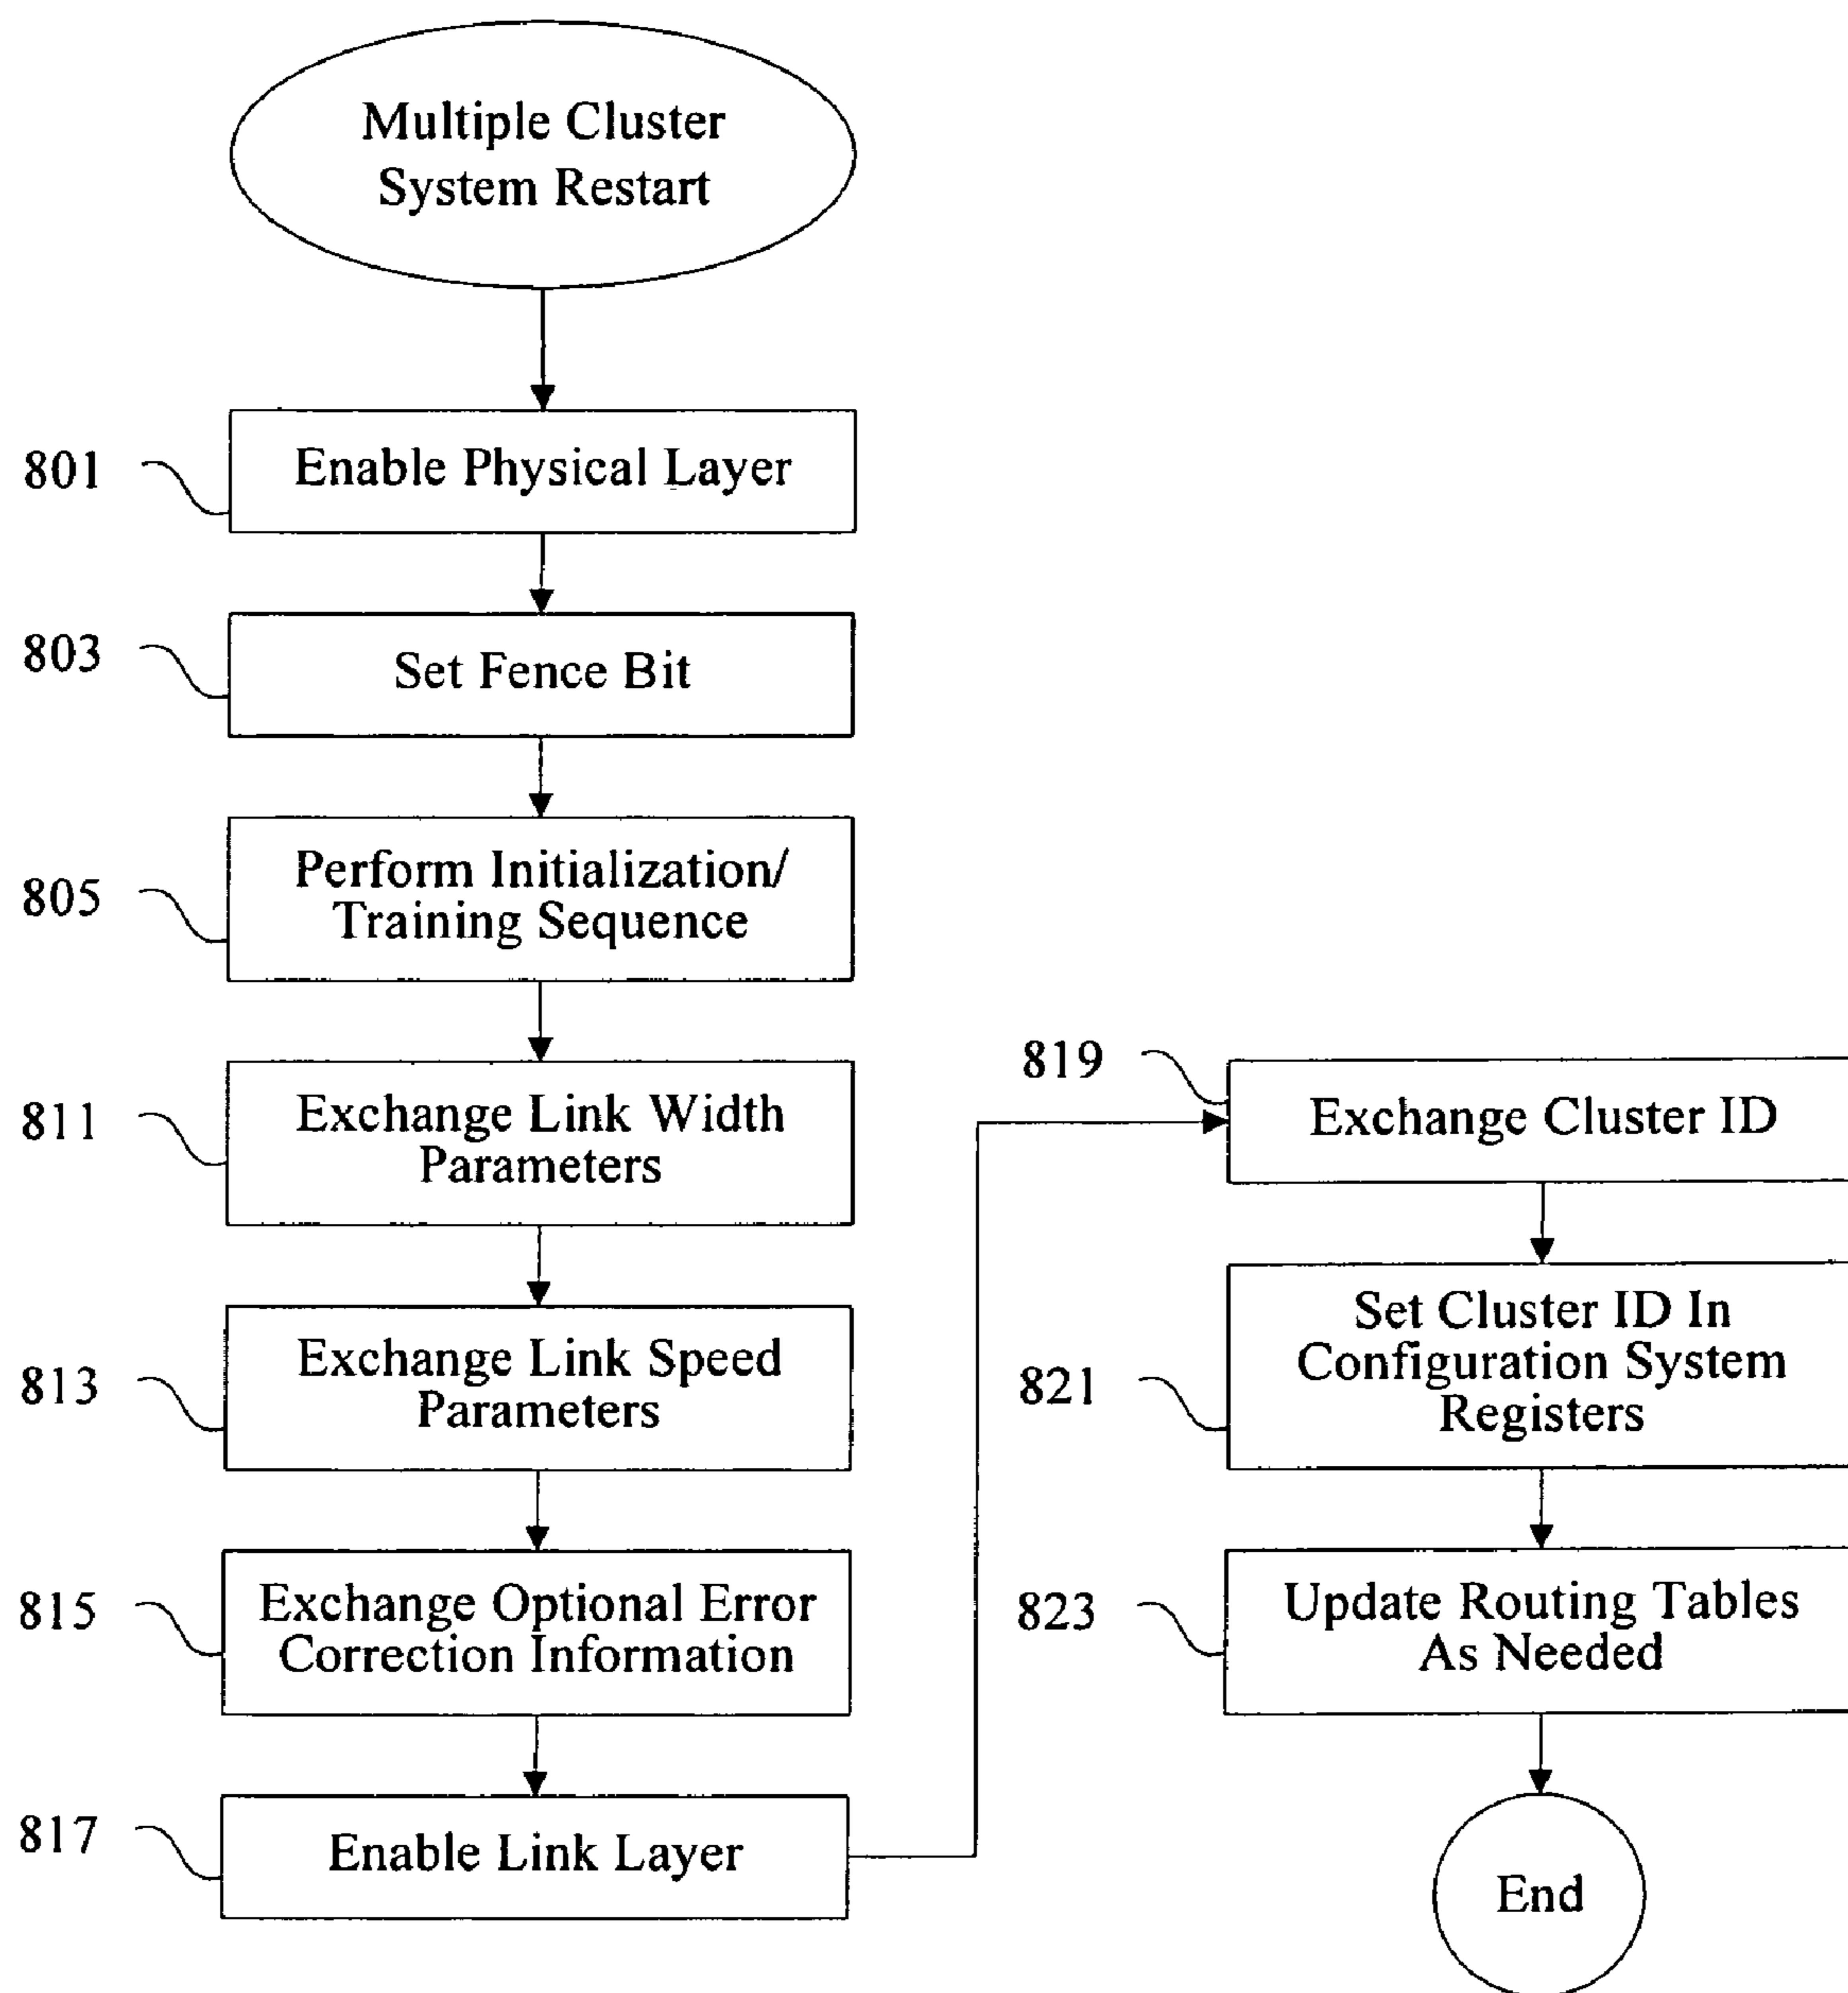 Multiple Cluster
System Restart
801
Enable Physical Layer
803
Set Fence Bit
805
Perform Initialization/
Training Sequence
811
Exchange Link Width
Parameters
813
Exchange Link Speed
Parameters
815
Exchange Optional Error
Correction Information
817
Enable Link Layer
819
Exchange Cluster ID
821
Set Cluster ID In
Configuration System
Registers
823
Update Routing Tables
As Needed
End